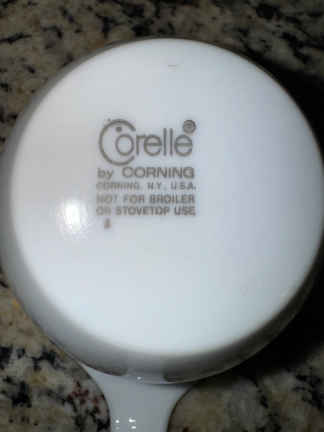 Corelle®
by CORNING
CORNING, N.Y., U.S.A.
NOT FOR BROILER
OR STOVETOP USE